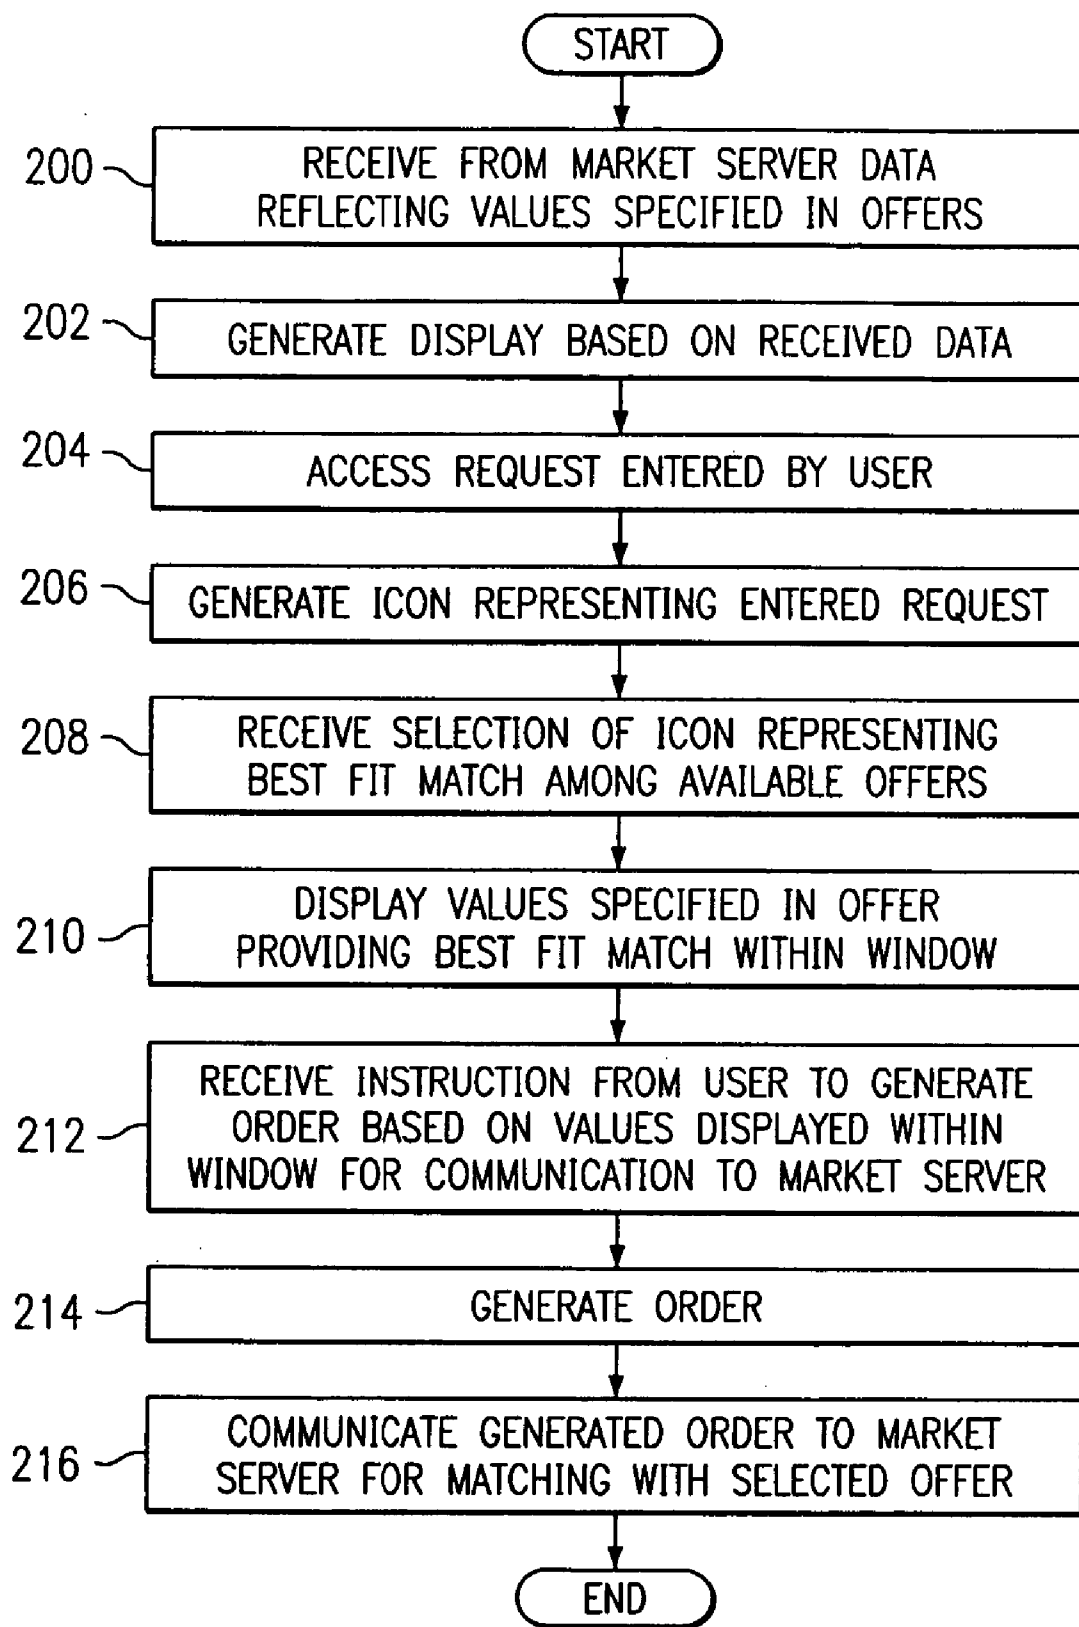 START
200
RECEIVE FROM MARKET SERVER DATA
REFLECTING VALUES SPECIFIED IN OFFERS
202
GENERATE DISPLAY BASED ON RECEIVED DATA
204
ACCESS REQUEST ENTERED BY USER
206
GENERATE ICON REPRESENTING ENTERED REQUEST
208
RECEIVE SELECTION OF ICON REPRESENTING
BEST FIT MATCH AMONG AVAILABLE OFFERS
210
DISPLAY VALUES SPECIFIED IN OFFER
PROVIDING BEST FIT MATCH WITHIN WINDOW
212
RECEIVE INSTRUCTION FROM USER TO GENERATE
ORDER BASED ON VALUES DISPLAYED WITHIN
WINDOW FOR COMMUNICATION TO MARKET SERVER
214
GENERATE ORDER
216
COMMUNICATE GENERATED ORDER TO MARKET
SERVER FOR MATCHING WITH SELECTED OFFER
END